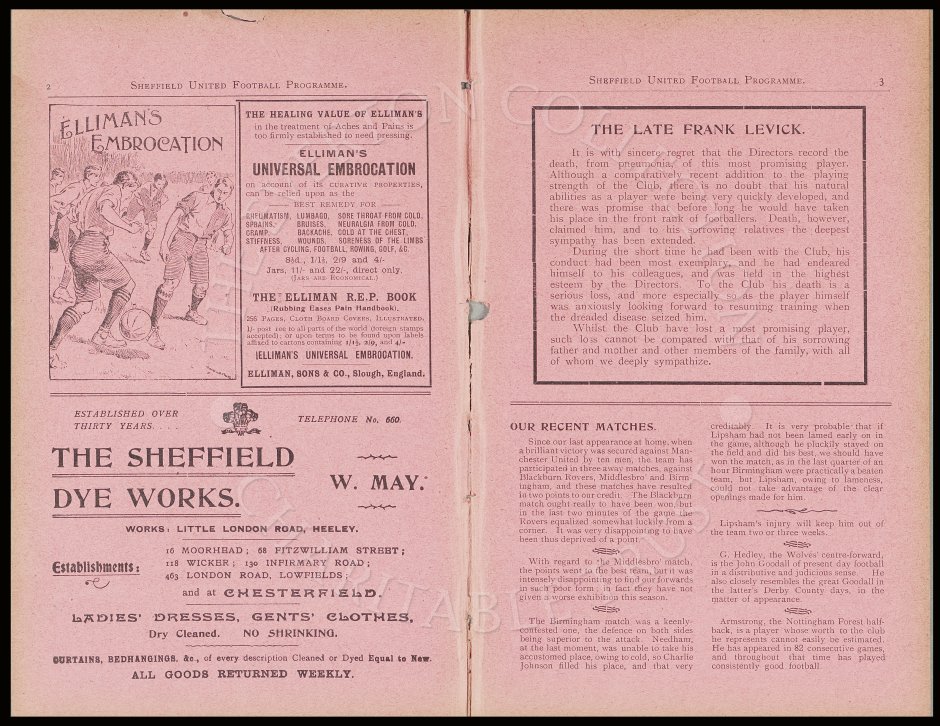 2
SHEFFIELD UNITED FOOTBALL PROGRAMME.
ELLIMAN'S
EMBROCATION
THE HEALING VALUE OF ELLIMAN'S
in the treatment of Aches and Pains is
too firmly established to need pressing.
ELLIMAN'S
UNIVERSAL EMBROCATION
on account of its CURATIVE PROPERTIES,
can be relied upon as the
BEST REMEDY FOR
RHEUMATISM, LUMBAGO, SORE THROAT FROM COLD,
SPRAINS, BRUISES, NEURALGIA FROM COLD,
CRAMP, BACKACHE, COLD AT THE CHEST,
STIFFNESS, WOUNDS, SORENESS OF THE LIMBS
AFTER CYCLING, FOOTBALL, ROWING, GOLF, &C.
8½d., 1/1½, 2/9 and 4/-
Jars, 11/- and 22/-, direct only.
(JARS ARE ECONOMICAL.)
THE ELLIMAN R.E.P. BOOK
(Rubbing Eases Pain Handbook).
256 PAGES, CLOTH BOARD COVERS, ILLUSTRATED.
1/- post free to all parts of the world (foreign stamps
accepted); or upon terms to be found upon labels
affixed to cartons containing 1/1½, 2/9, and 4/-
ELLIMAN'S UNIVERSAL EMBROCATION.
ELLIMAN, SONS & CO., Slough, England.
ESTABLISHED OVER
THIRTY YEARS. . . .
TELEPHONE No. 660.
THE SHEFFIELD
DYE WORKS.
W. MAY.
WORKS: LITTLE LONDON ROAD, HEELEY.
Establishments:
16 MOORHEAD; 68 FITZWILLIAM STREET;
118 WICKER; 130 INFIRMARY ROAD;
463 LONDON ROAD, LOWFIELDS;
and at CHESTERFIELD.
LADIES' DRESSES, GENTS' CLOTHES,
Dry Cleaned. NO SHRINKING.
CURTAINS, BEDHANGINGS, &c., of every description Cleaned or Dyed Equal to New.
ALL GOODS RETURNED WEEKLY.
SHEFFIELD UNITED FOOTBALL PROGRAMME.
3
THE LATE FRANK LEVICK.
It is with sincere regret that the Directors record the
death, from pneumonia, of this most promising player.
Although a comparatively recent addition to the playing
strength of the Club, there is no doubt that his natural
abilities as a player were being very quickly developed, and
there was promise that before long he would have taken
his place in the front rank of footballers. Death, however,
claimed him, and to his sorrowing relatives the deepest
sympathy has been extended.
During the short time he had been with the Club, his
conduct had been most exemplary, and he had endeared
himself to his colleagues, and was held in the highest
esteem by the Directors. To the Club his death is a
serious loss, and more especially so as the player himself
was anxiously looking forward to resuming training when
the dreaded disease seized him.
Whilst the Club have lost a most promising player,
such loss cannot be compared with that of his sorrowing
father and mother and other members of the family, with all
of whom we deeply sympathize.
OUR RECENT MATCHES.
Since our last appearance at home, when
a brilliant victory was secured against Man-
chester United by ten men, the team has
participated in three away matches, against
Blackburn Rovers, Middlesbro' and Birm-
ingham, and these matches have resulted
in two points to our credit. The Blackburn
match ought really to have been won, but
in the last two minutes of the game the
Rovers equalized somewhat luckily from a
corner. It was very disappointing to have
been thus deprived of a point.
With regard to the Middlesbro' match,
the points went to the best team, but it was
intensely disappointing to find our forwards
in such poor form; in fact they have not
given a worse exhibition this season.
The Birmingham match was a keenly-
contested one, the defence on both sides
being superior to the attack. Needham,
at the last moment, was unable to take his
accustomed place, owing to cold, so Charlie
Johnson filled his place, and that very
creditably. It is very probable that if
Lipsham had not been lamed early on in
the game, although he pluckily stayed on
the field and did his best, we should have
won the match, as in the last quarter of an
hour Birmingham were practically a beaten
team, but Lipsham, owing to lameness,
could not take advantage of the clear
openings made for him.
Lipsham's injury will keep him out of
the team two or three weeks.
G. Hedley, the Wolves' centre-forward,
is the John Goodall of present day football
in a distributive and judicious sense. He
also closely resembles the great Goodall in
the latter's Derby County days, in the
matter of appearance.
Armstrong, the Nottingham Forest half-
back, is a player whose worth to the club
he represents cannot easily be estimated.
He has appeared in 82 consecutive games,
and throughout that time has played
consistently good football.